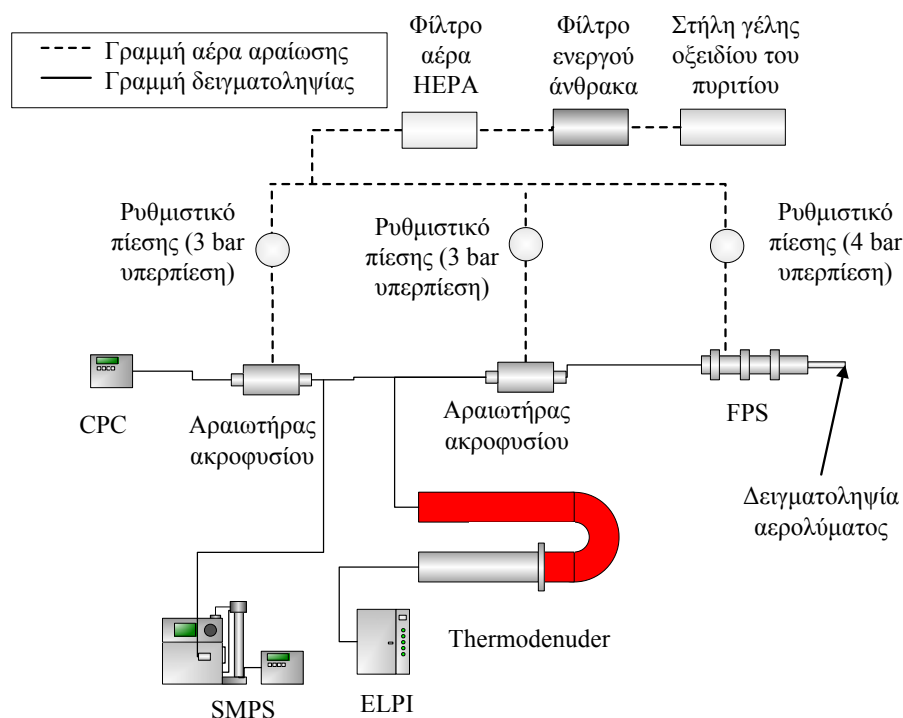 Γραμμή αέρα αραίωσης
Γραμμή δειγματοληψίας
Φίλτρο
αέρα
HEPA
Φίλτρο
ενεργού
άνθρακα
Στήλη γέλης
οξειδίου του
πυριτίου
Ρυθμιστικό
πίεσης (3 bar
υπερπίεση)
Ρυθμιστικό
πίεσης (3 bar
υπερπίεση)
Ρυθμιστικό
πίεσης (4 bar
υπερπίεση)
CPC
Αραιωτήρας
ακροφυσίου
Αραιωτήρας
ακροφυσίου
FPS
Δειγματοληψία
αερολύματος
Thermodenuder
SMPS
ELPI